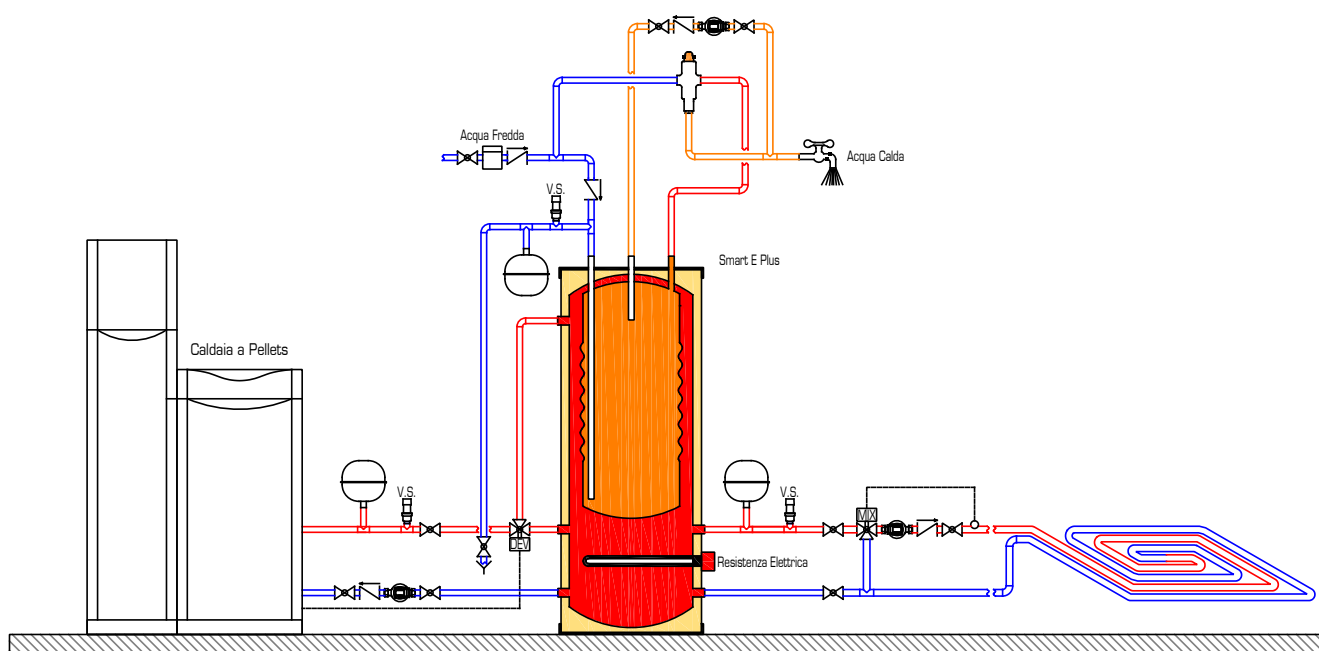 Acqua Fredda
Acqua Calda
V.S.
Smart E Plus
Caldaia a Pellets
V.S.
V.S.
MIX
DEV
Resistenza Elettrica